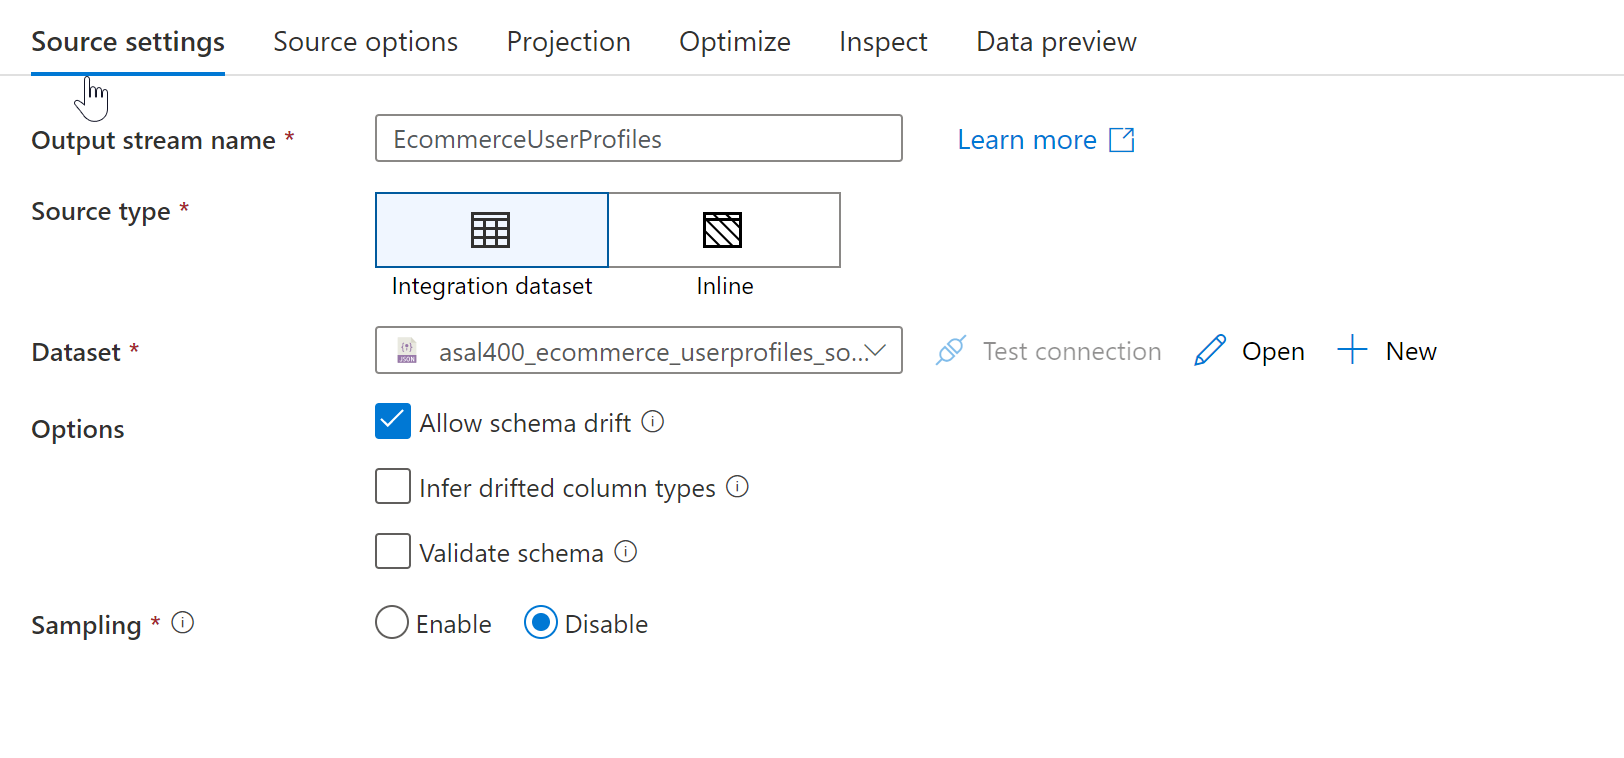 Source settings Source options Projection Optimize Inspect Data preview
Output stream name * EcommerceUserProfiles Learn more
Source type *
Integration dataset Inline
Dataset * JSON asal400_ecommerce_userprofiles_so... Test connection Open New
Options Allow schema drift
Infer drifted column types
Validate schema
Sampling * Enable Disable